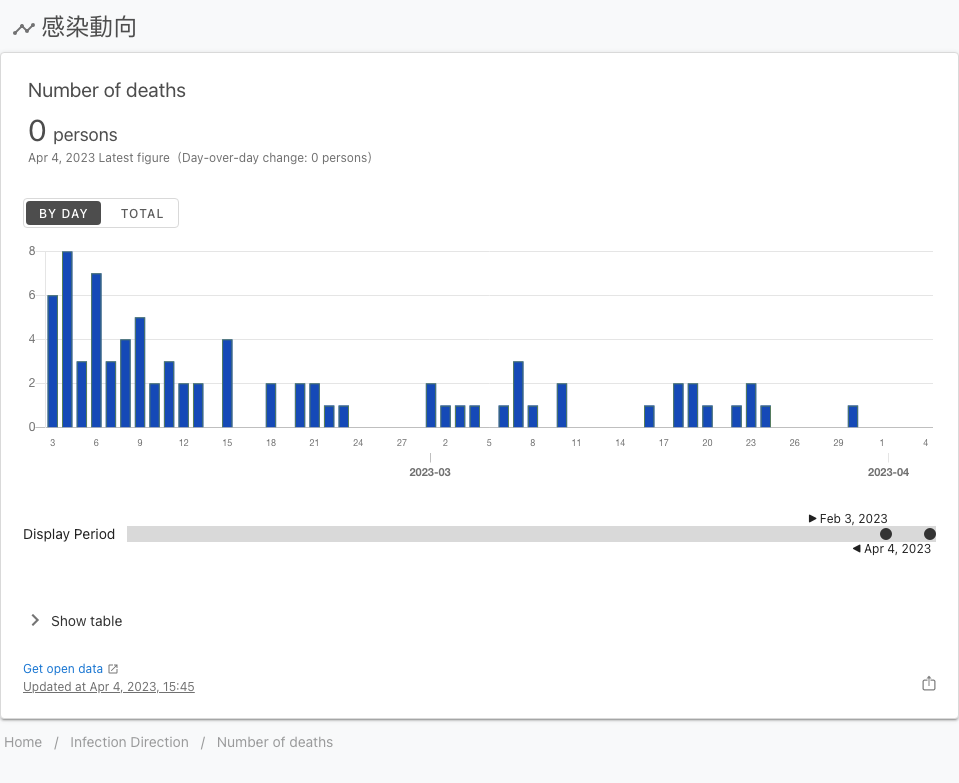 感染動向
Number of deaths
0 persons
Apr 4, 2023 Latest figure (Day-over-day change: 0 persons)
BY DAY TOTAL
8
6
4
2
0
3 6 9 12 15 18 21 24 27 2 5 8 11 14 17 20 23 26 29 1 4
2023-03 2023-04
Feb 3, 2023
Display Period
Apr 4, 2023
Show table
Get open data
Updated at Apr 4, 2023, 15:45
Home / Infection Direction / Number of deaths